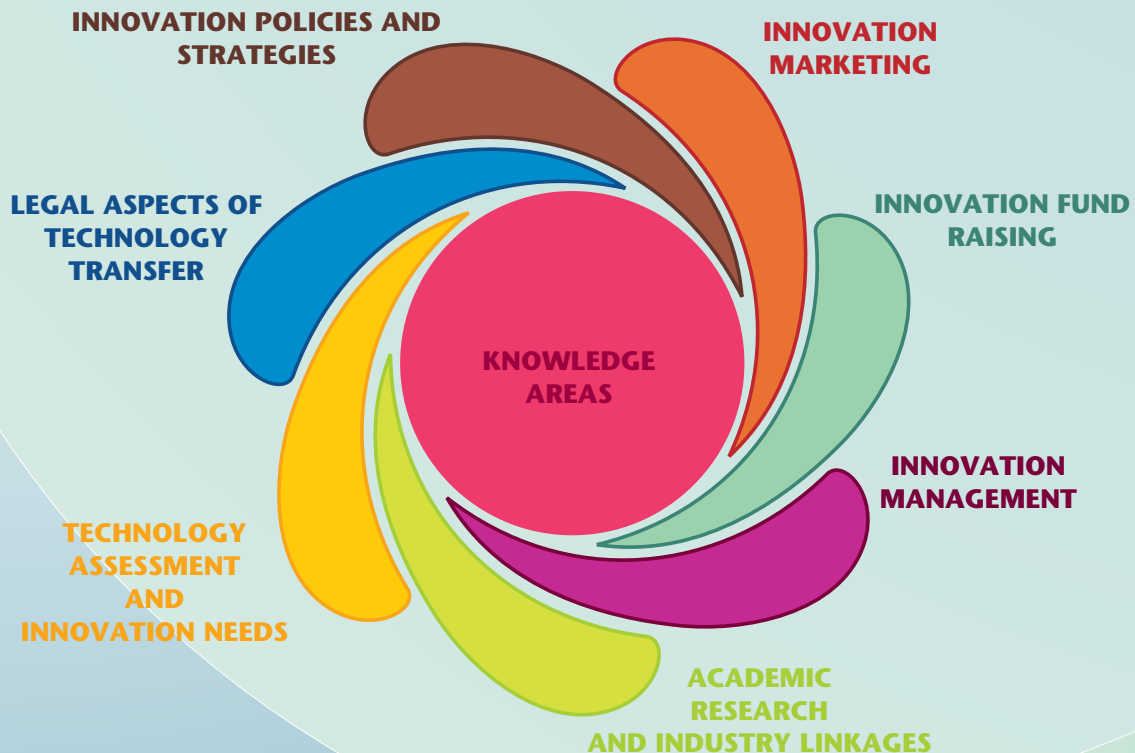 INNOVATION POLICIES AND
STRATEGIES
INNOVATION
MARKETING
LEGAL ASPECTS OF
TECHNOLOGY
TRANSFER
INNOVATION FUND
RAISING
KNOWLEDGE
AREAS
INNOVATION
MANAGEMENT
TECHNOLOGY
ASSESSMENT
AND
INNOVATION NEEDS
ACADEMIC
RESEARCH
AND INDUSTRY LINKAGES